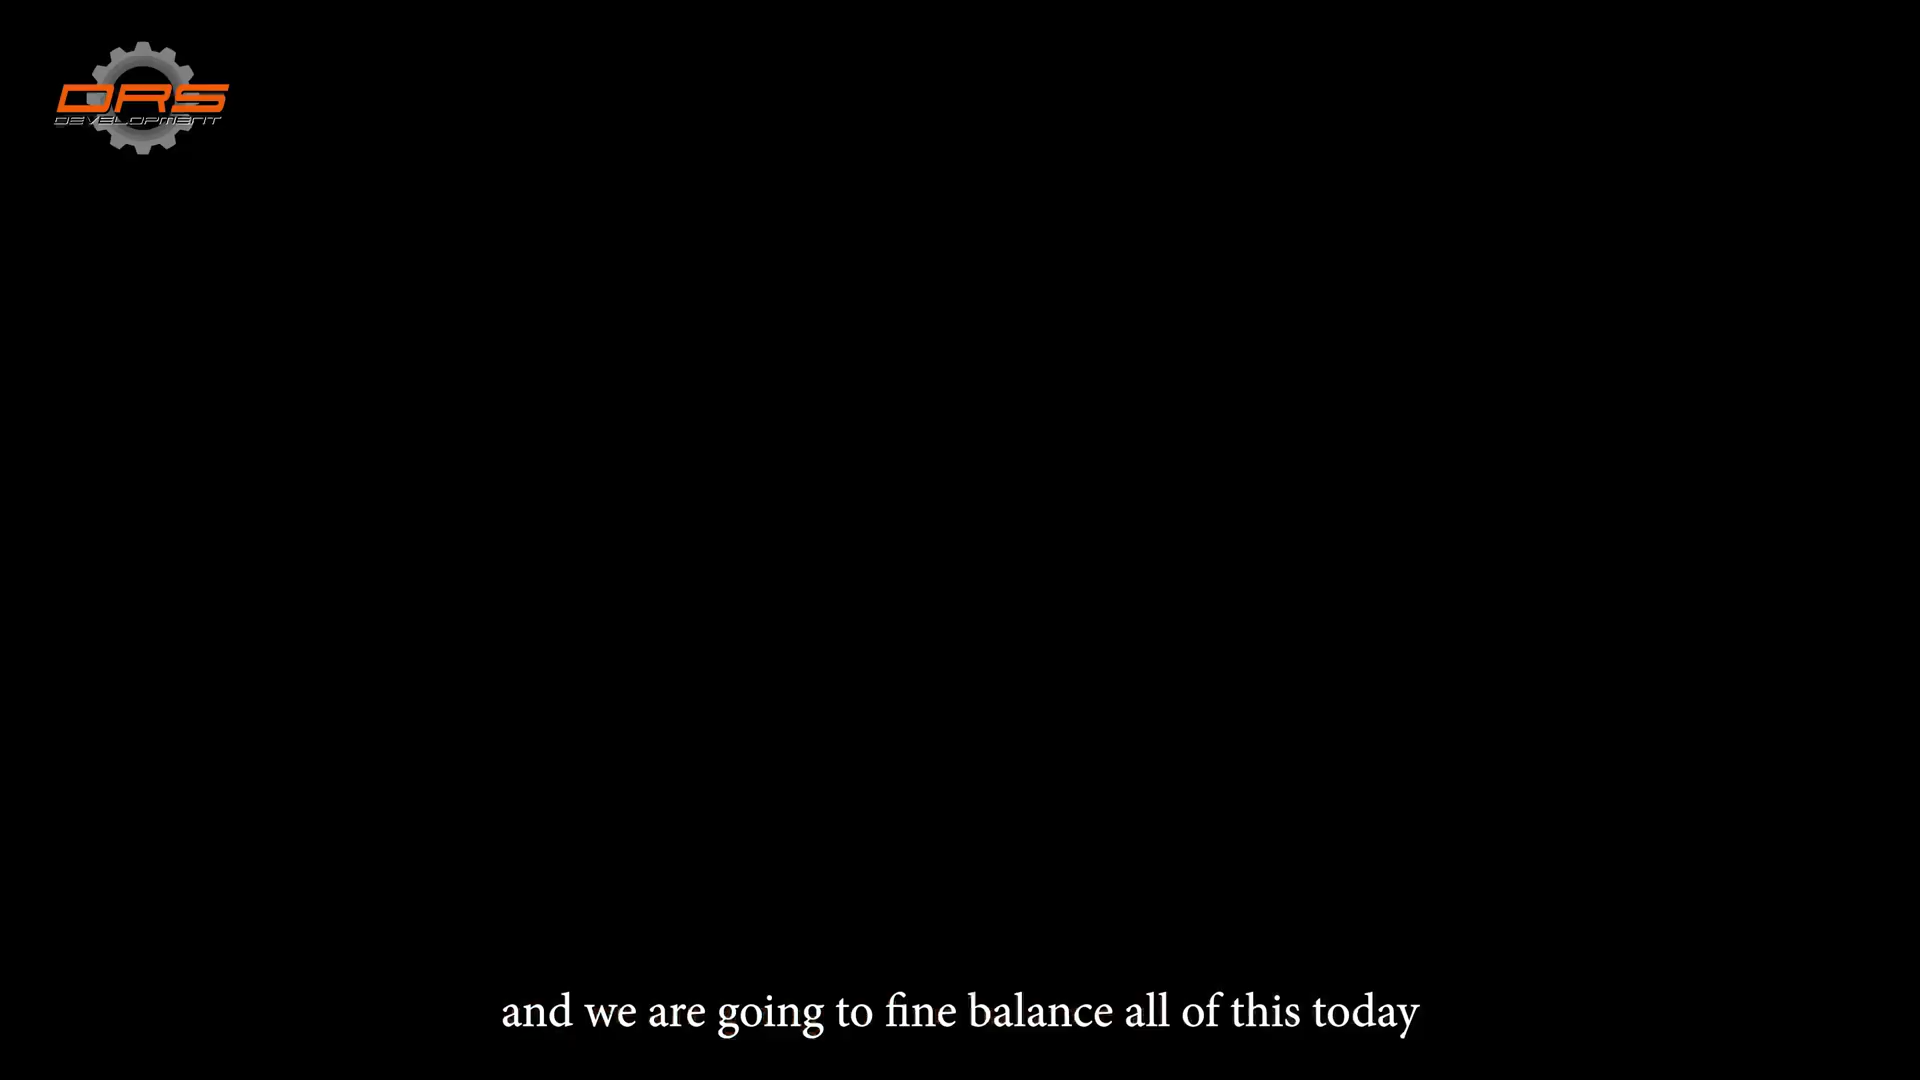 DRS
DEVELOPMENT
and we are going to fine balance all of this today